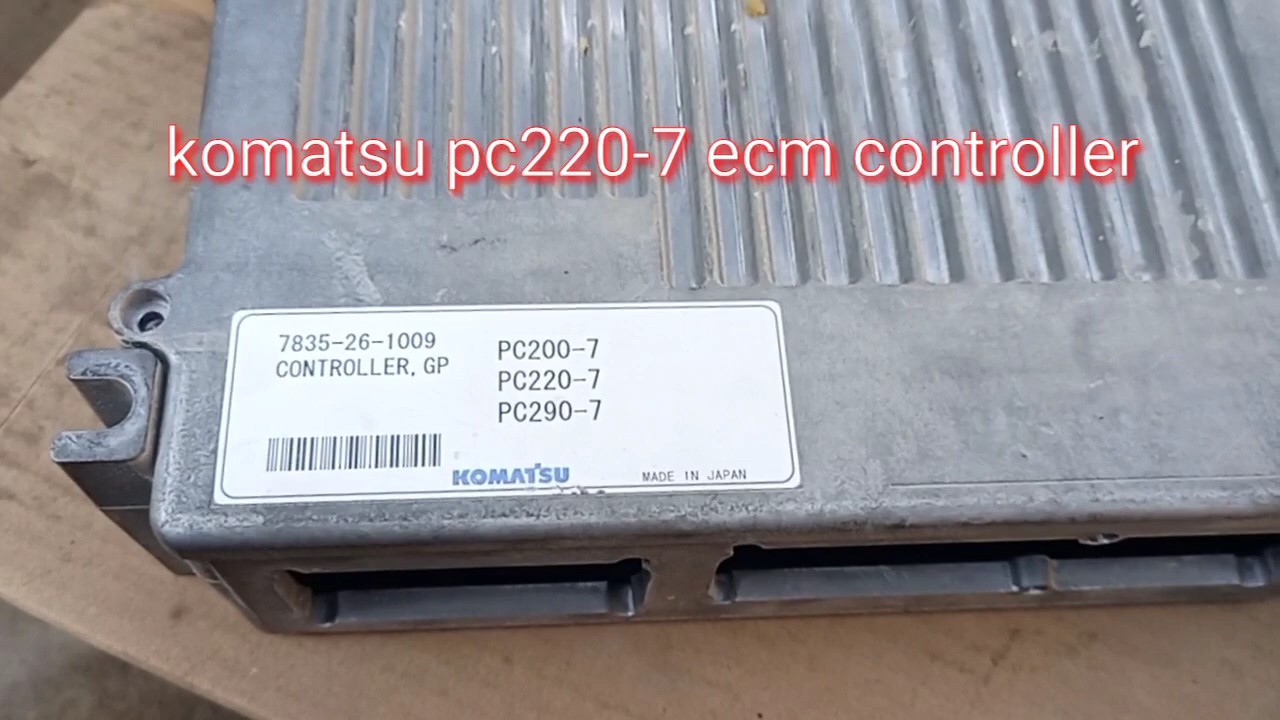 komatsu pc220-7 ecm controller
7835-26-1009
CONTROLLER,GP
PC200-7
PC220-7
PC290-7
KOMATSU
MADE IN JAPAN